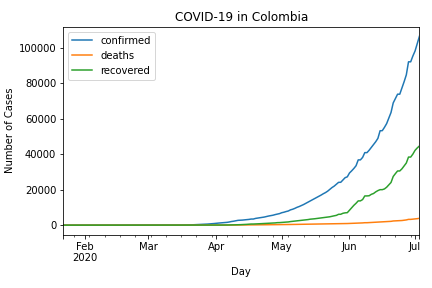 COVID-19 in Colombia
confirmed
deaths
recovered
100000
80000
60000
40000
20000
0
Number of Cases
Feb Mar Apr May Jun Jul
2020
Day